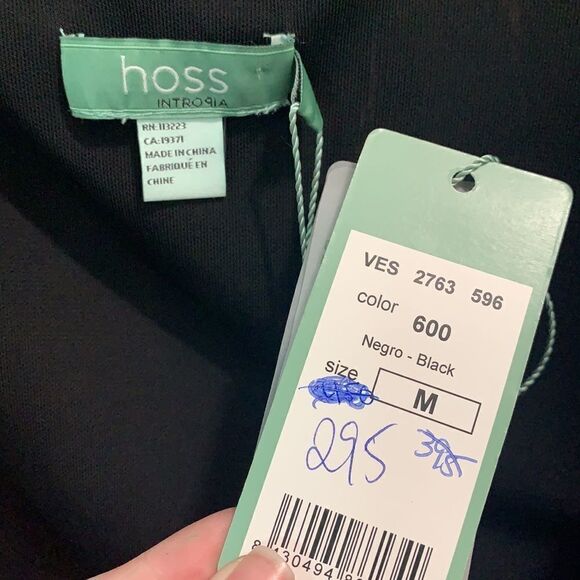 hoss
INTROPIA
RN:113223
CA:19371
MADE IN CHINA
FABRIQUÉ EN
CHINE
VES 2763 596
color 600
Negro - Black
size M
295 395